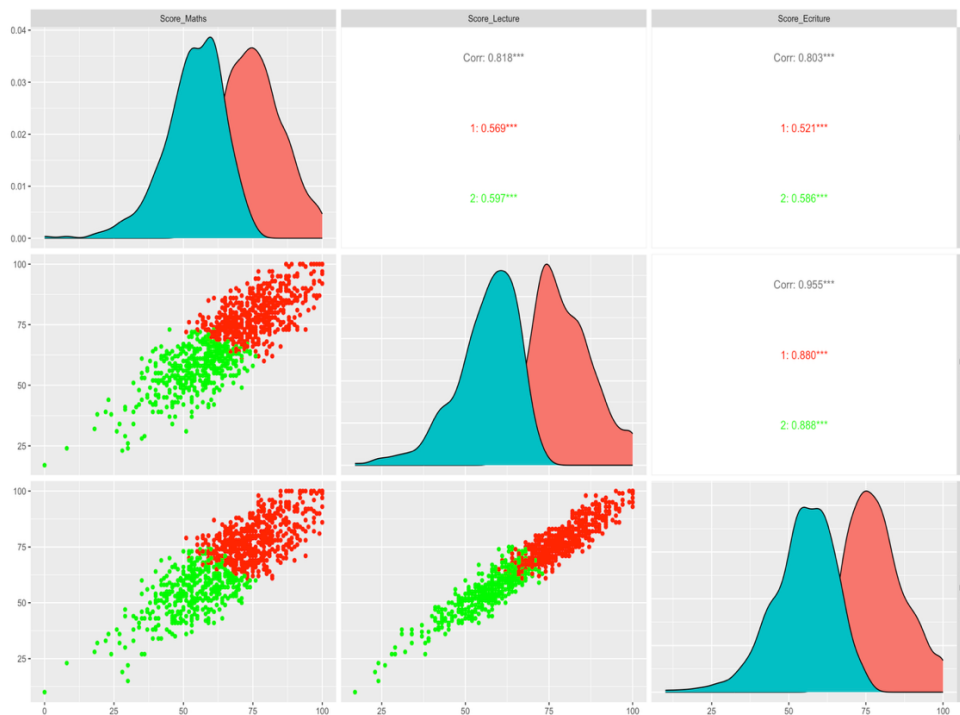 Score_Maths Score_Lecture Score_Ecriture
0.04
0.03
0.02
0.01
0.00
Corr: 0.818***
1: 0.569***
2: 0.597***
Corr: 0.803***
1: 0.521***
2: 0.586***
100
75
50
25
Corr: 0.955***
1: 0.880***
2: 0.888***
100
75
50
25
0 25 50 75 100
25 50 75 100
25 50 75 100